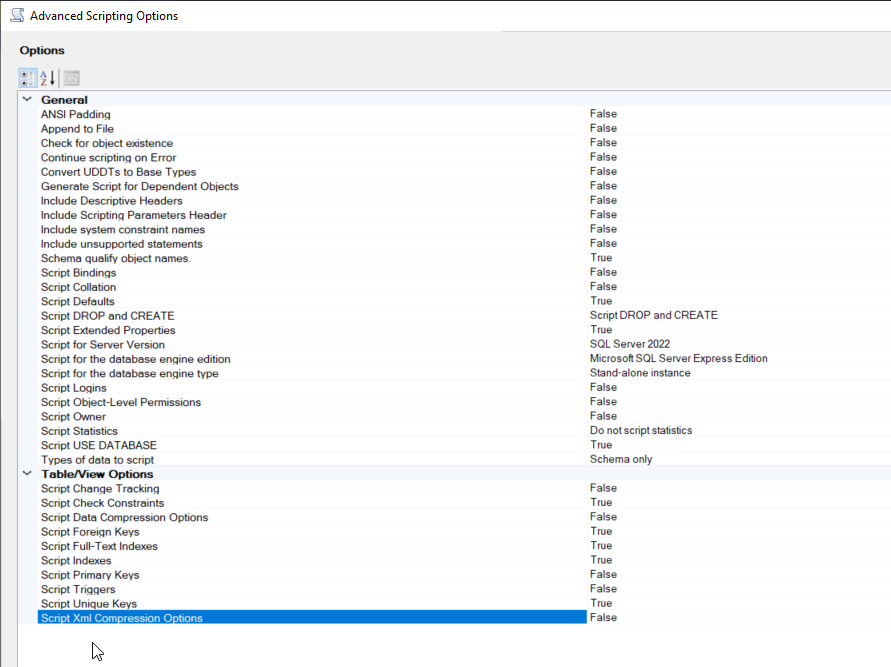 Advanced Scripting Options
Options
General
ANSI Padding False
Append to File False
Check for object existence False
Continue scripting on Error False
Convert UDDTs to Base Types False
Generate Script for Dependent Objects False
Include Descriptive Headers False
Include Scripting Parameters Header False
Include system constraint names False
Include unsupported statements False
Schema qualify object names. True
Script Bindings False
Script Collation False
Script Defaults True
Script DROP and CREATE Script DROP and CREATE
Script Extended Properties True
Script for Server Version SQL Server 2022
Script for the database engine edition Microsoft SQL Server Express Edition
Script for the database engine type Stand-alone instance
Script Logins False
Script Object-Level Permissions False
Script Owner False
Script Statistics Do not script statistics
Script USE DATABASE True
Types of data to script Schema only
Table/View Options
Script Change Tracking False
Script Check Constraints True
Script Data Compression Options False
Script Foreign Keys True
Script Full-Text Indexes True
Script Indexes True
Script Primary Keys False
Script Triggers False
Script Unique Keys True
Script Xml Compression Options False